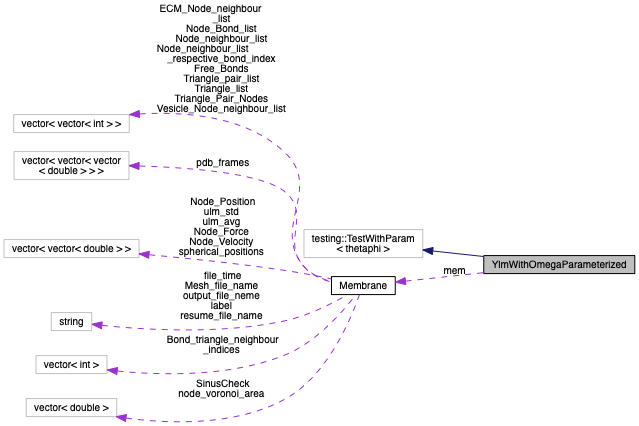 ECM_Node_neighbour
_list
Node_Bond_list
Node_neighbour_list
Node_neighbour_list
_respective_bond_index
Free_Bonds
Triangle_pair_list
Triangle_list
Triangle_Pair_Nodes
Vesicle_Node_neighbour_list
vector< vector< int > >
vector< vector< vector
< double > > >
pdb_frames
Node_Position
ulm_std
ulm_avg
Node_Force
Node_Velocity
spherical_positions
vector< vector< double > >
testing::TestWithParam
< thetaphi >
YlmWithOmegaParameterized
mem
Membrane
file_time
Mesh_file_name
output_file_neme
label
resume_file_name
string
Bond_triangle_neighbour
_indices
vector< int >
SinusCheck
node_voronoi_area
vector< double >